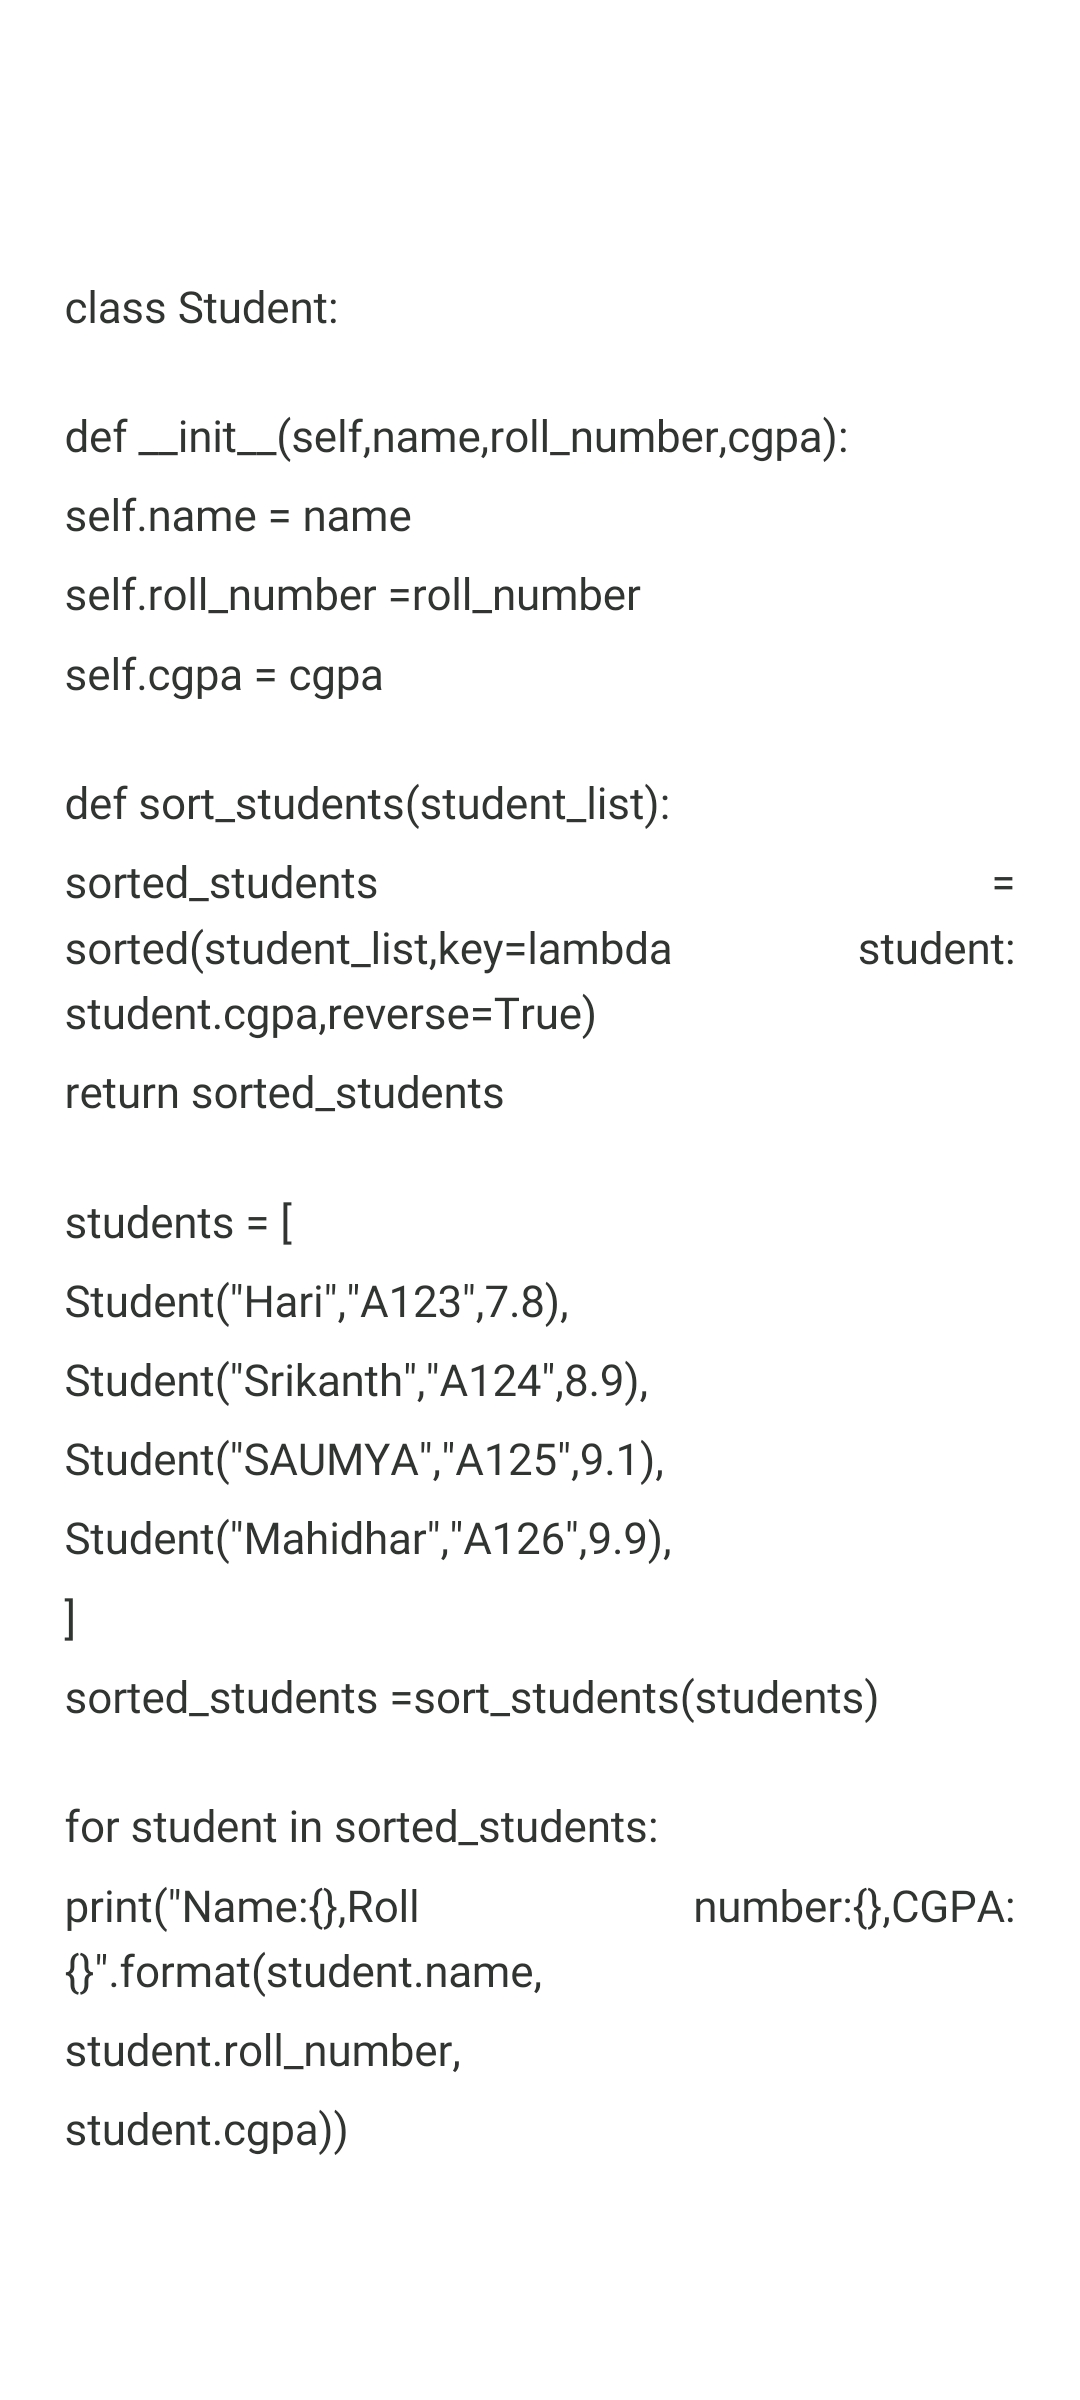 class Student:
def __init__(self,name,roll_number,cgpa):
self.name = name
self.roll_number =roll_number
self.cgpa = cgpa
def sort_students(student_list):
sorted_students =
sorted(student_list,key=lambda student:
student.cgpa,reverse=True)
return sorted_students
students = [
Student("Hari","A123",7.8),
Student("Srikanth","A124",8.9),
Student("SAUMYA","A125",9.1),
Student("Mahidhar","A126",9.9),
]
sorted_students =sort_students(students)
for student in sorted_students:
print("Name:{},Roll number:{},CGPA:
{}".format(student.name,
student.roll_number,
student.cgpa))